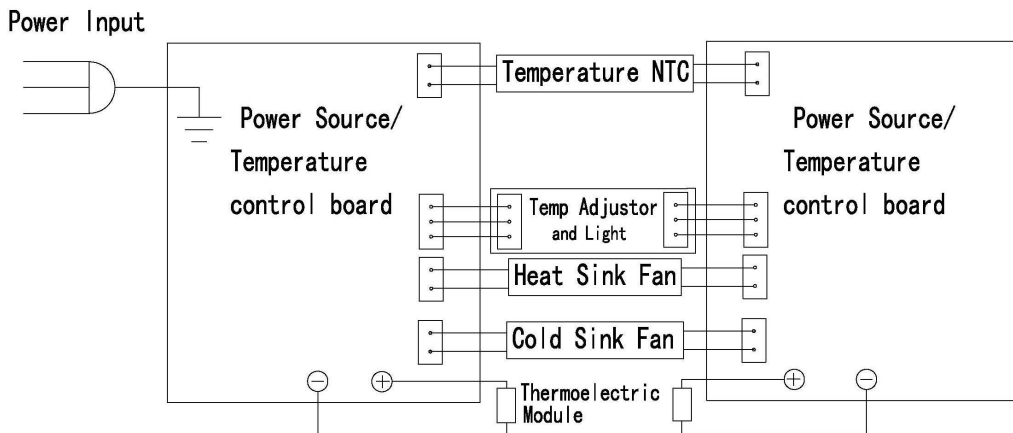 Power Input
Temperature NTC
Power Source/
Temperature
control board
Power Source/
Temperature
control board
Temp Adjustor
and Light
Heat Sink Fan
Cold Sink Fan
Thermoelectric
Module